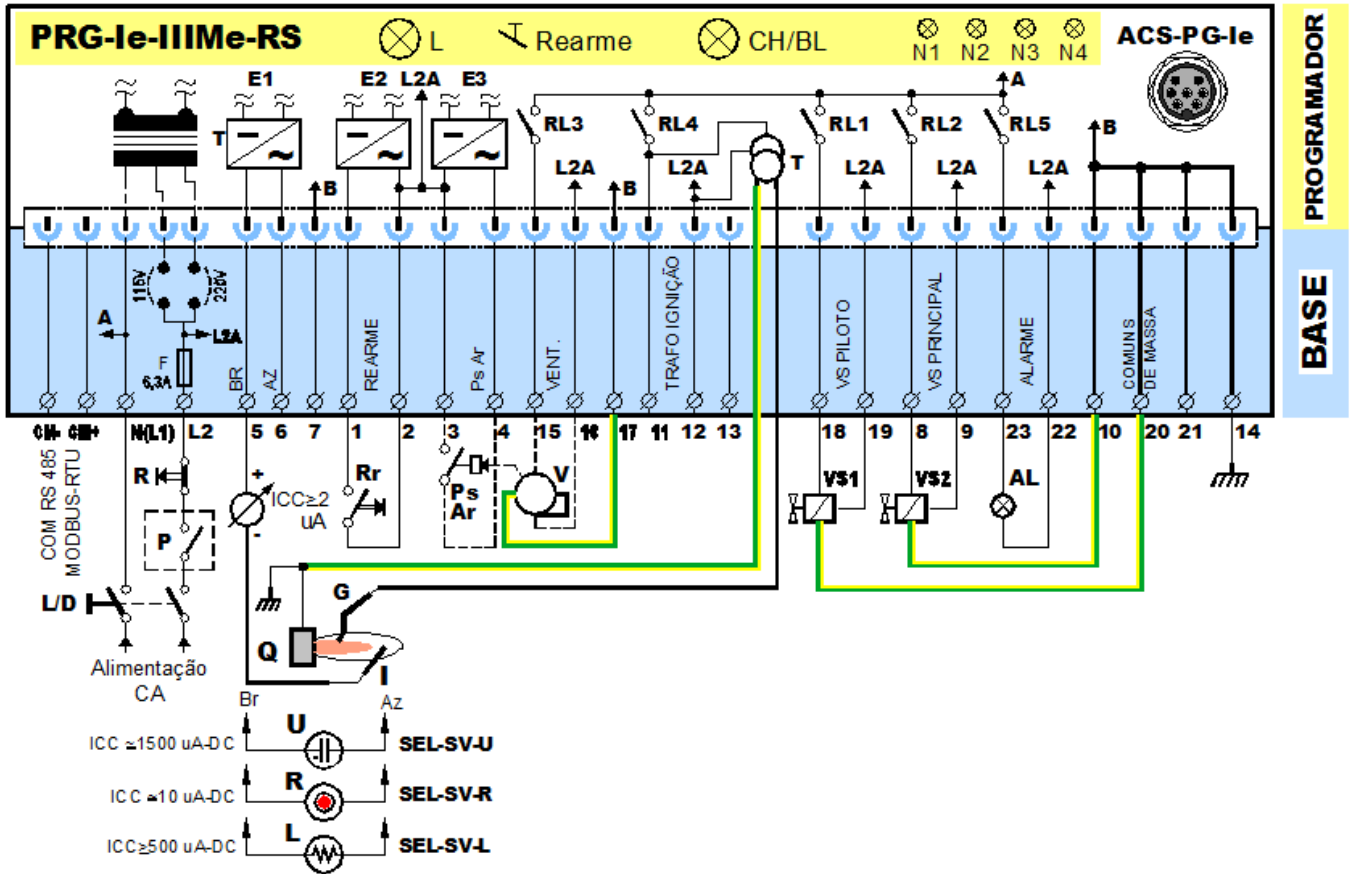 PRG-Ie-IIIMe-RS L Rearme CH/BL N1 N2 N3 N4 ACS-PG-Ie
PROGRAMADOR
E1 E2 L2A E3 A
T RL3 RL4 RL1 RL2 RL5 B
B L2A B L2A T L2A L2A L2A
BASE
115V 220V
A L2A
F
6,3A
BR AZ REARME Ps Ar VENT. TRAFO IGNIÇÃO VS PILOTO VS PRINCIPAL ALARME COMUNS
DE MASSA
CM- CM+ N(L1) L2 5 6 7 1 2 3 4 15 16 17 11 12 13 18 19 8 9 23 22 10 20 21 14
COM RS 485
MODBUS-RTU
R + ICC≥2
uA
-
Rr Ps
Ar
V VS1 VS2 AL
P
L/D
G
Q
I
Alimentação
CA
Br Az
ICC ≃1500 uA-DC U SEL-SV-U
ICC ≃10 uA-DC R SEL-SV-R
ICC≥500 uA-DC L SEL-SV-L